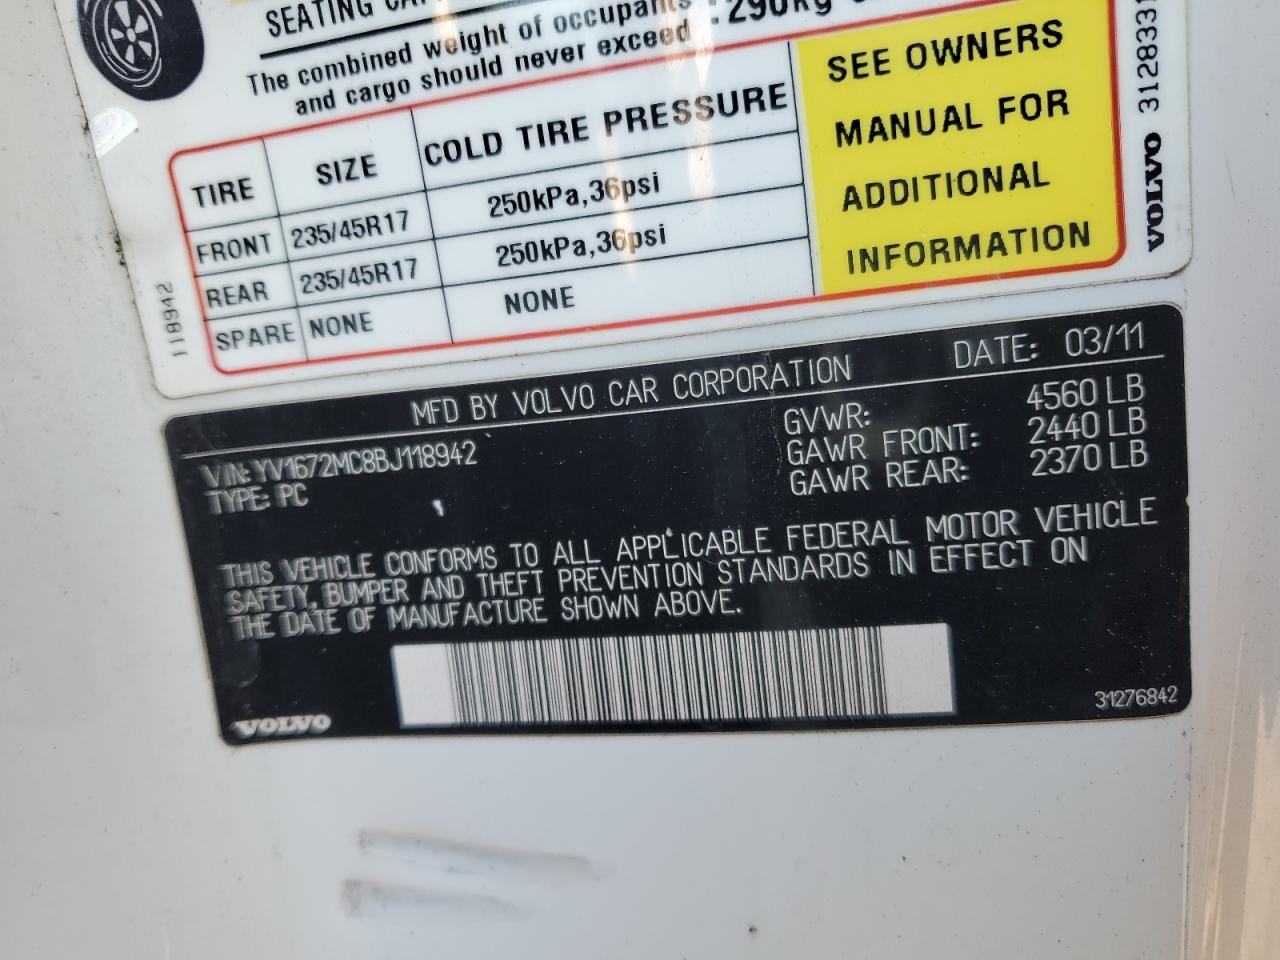 SEATING
The combined weight of occupants
and cargo should never exceed
TIRE SIZE COLD TIRE PRESSURE
FRONT 235/45R17 250kPa,36psi
REAR 235/45R17 250kPa,36psi
SPARE NONE NONE
SEE OWNERS
MANUAL FOR
ADDITIONAL
INFORMATION
VOLVO
118942
MFD BY VOLVO CAR CORPORATION DATE: 03/11
VIN: YV1672MC8BJ118942
TYPE: PC
GVWR: 4560 LB
GAWR FRONT: 2440 LB
GAWR REAR: 2370 LB
THIS VEHICLE CONFORMS TO ALL APPLICABLE FEDERAL MOTOR VEHICLE
SAFETY, BUMPER AND THEFT PREVENTION STANDARDS IN EFFECT ON
THE DATE OF MANUFACTURE SHOWN ABOVE.
VOLVO
31276842